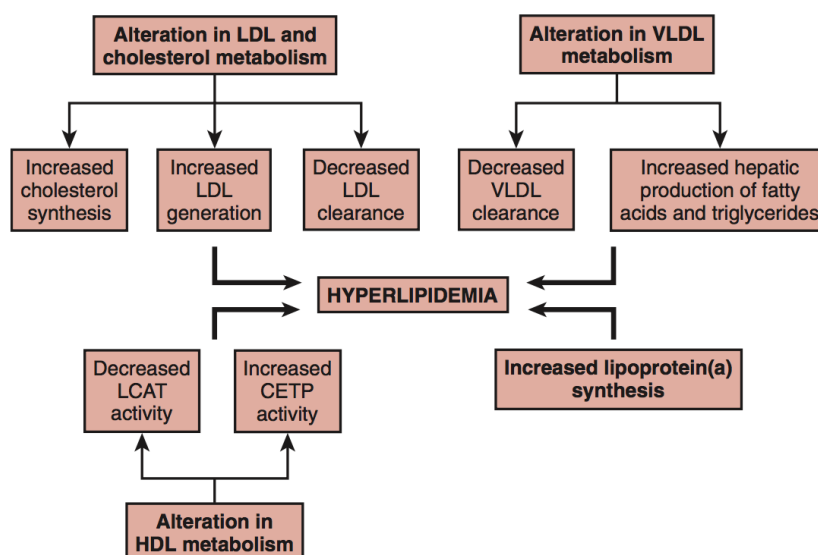 Alteration in LDL and
cholesterol metabolism
Alteration in VLDL
metabolism
Increased
cholesterol
synthesis
Increased
LDL
generation
Decreased
LDL
clearance
Decreased
VLDL
clearance
Increased hepatic
production of fatty
acids and triglycerides
HYPERLIPIDEMIA
Decreased
LCAT
activity
Increased
CETP
activity
Increased lipoprotein(a)
synthesis
Alteration in
HDL metabolism